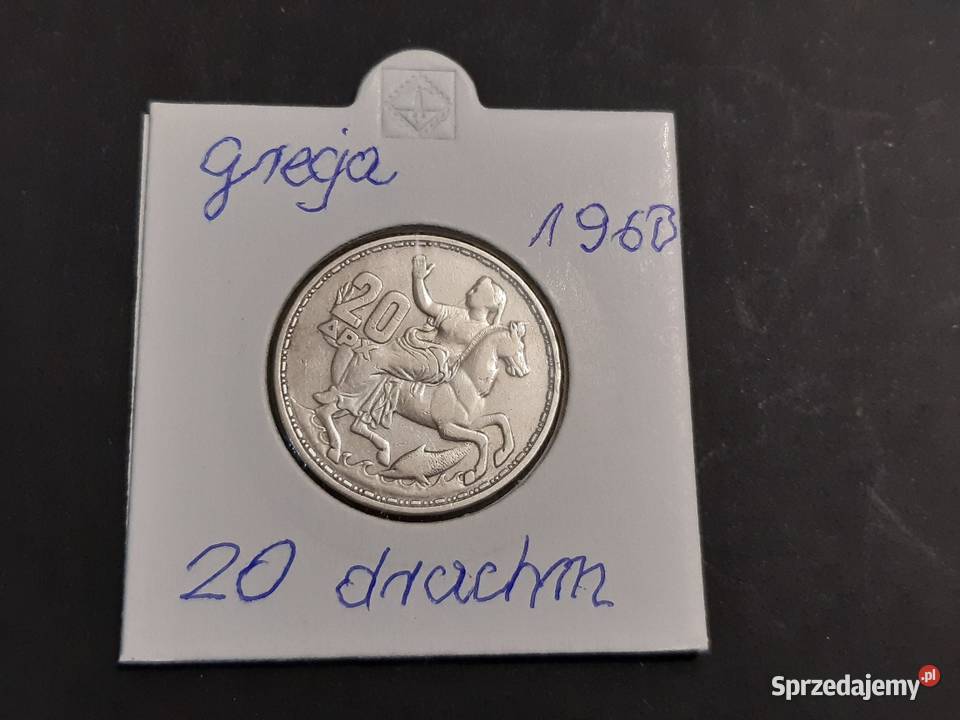 grecja
1960
20
ΔΡΧ
20 drachm
Sprzedajemy.pl